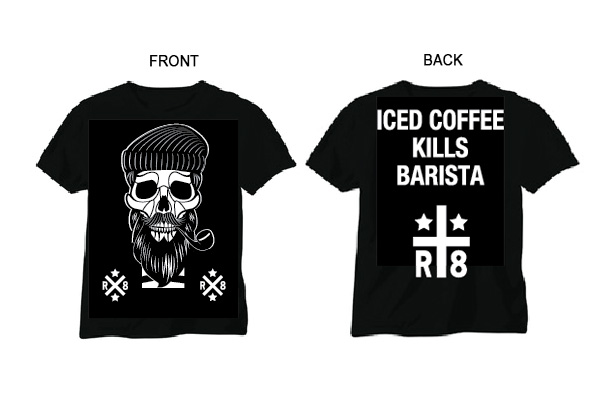 FRONT
BACK
R 8
R 8
ICED COFFEE
KILLS
BARISTA
R 8